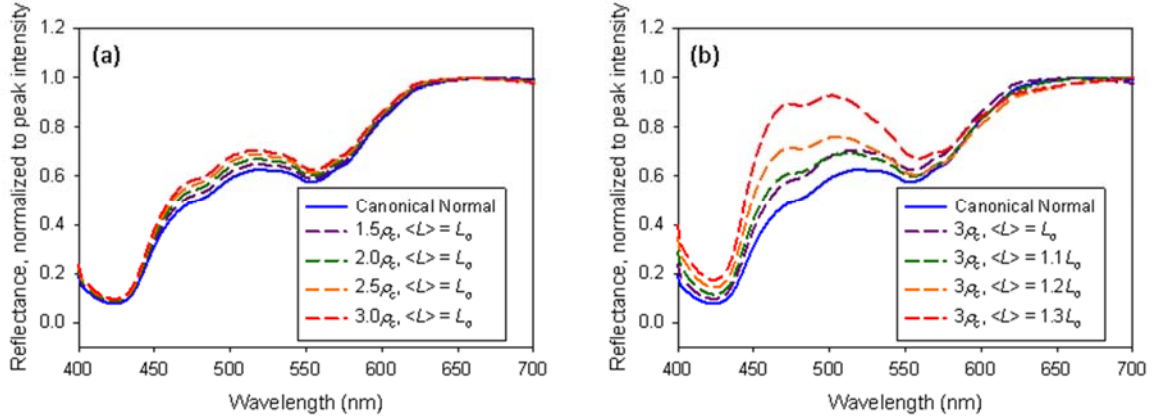 (a)
Reflectance, normalized to peak intensity
1.2
1.0
0.8
0.6
0.4
0.2
0.0
Canonical Normal
1.5ρc, <L> = Lo
2.0ρc, <L> = Lo
2.5ρc, <L> = Lo
3.0ρc, <L> = Lo
400 450 500 550 600 650 700
Wavelength (nm)
(b)
Reflectance, normalized to peak intensity
1.2
1.0
0.8
0.6
0.4
0.2
0.0
Canonical Normal
3ρc, <L> = Lo
3ρc, <L> = 1.1Lo
3ρc, <L> = 1.2Lo
3ρc, <L> = 1.3Lo
400 450 500 550 600 650 700
Wavelength (nm)